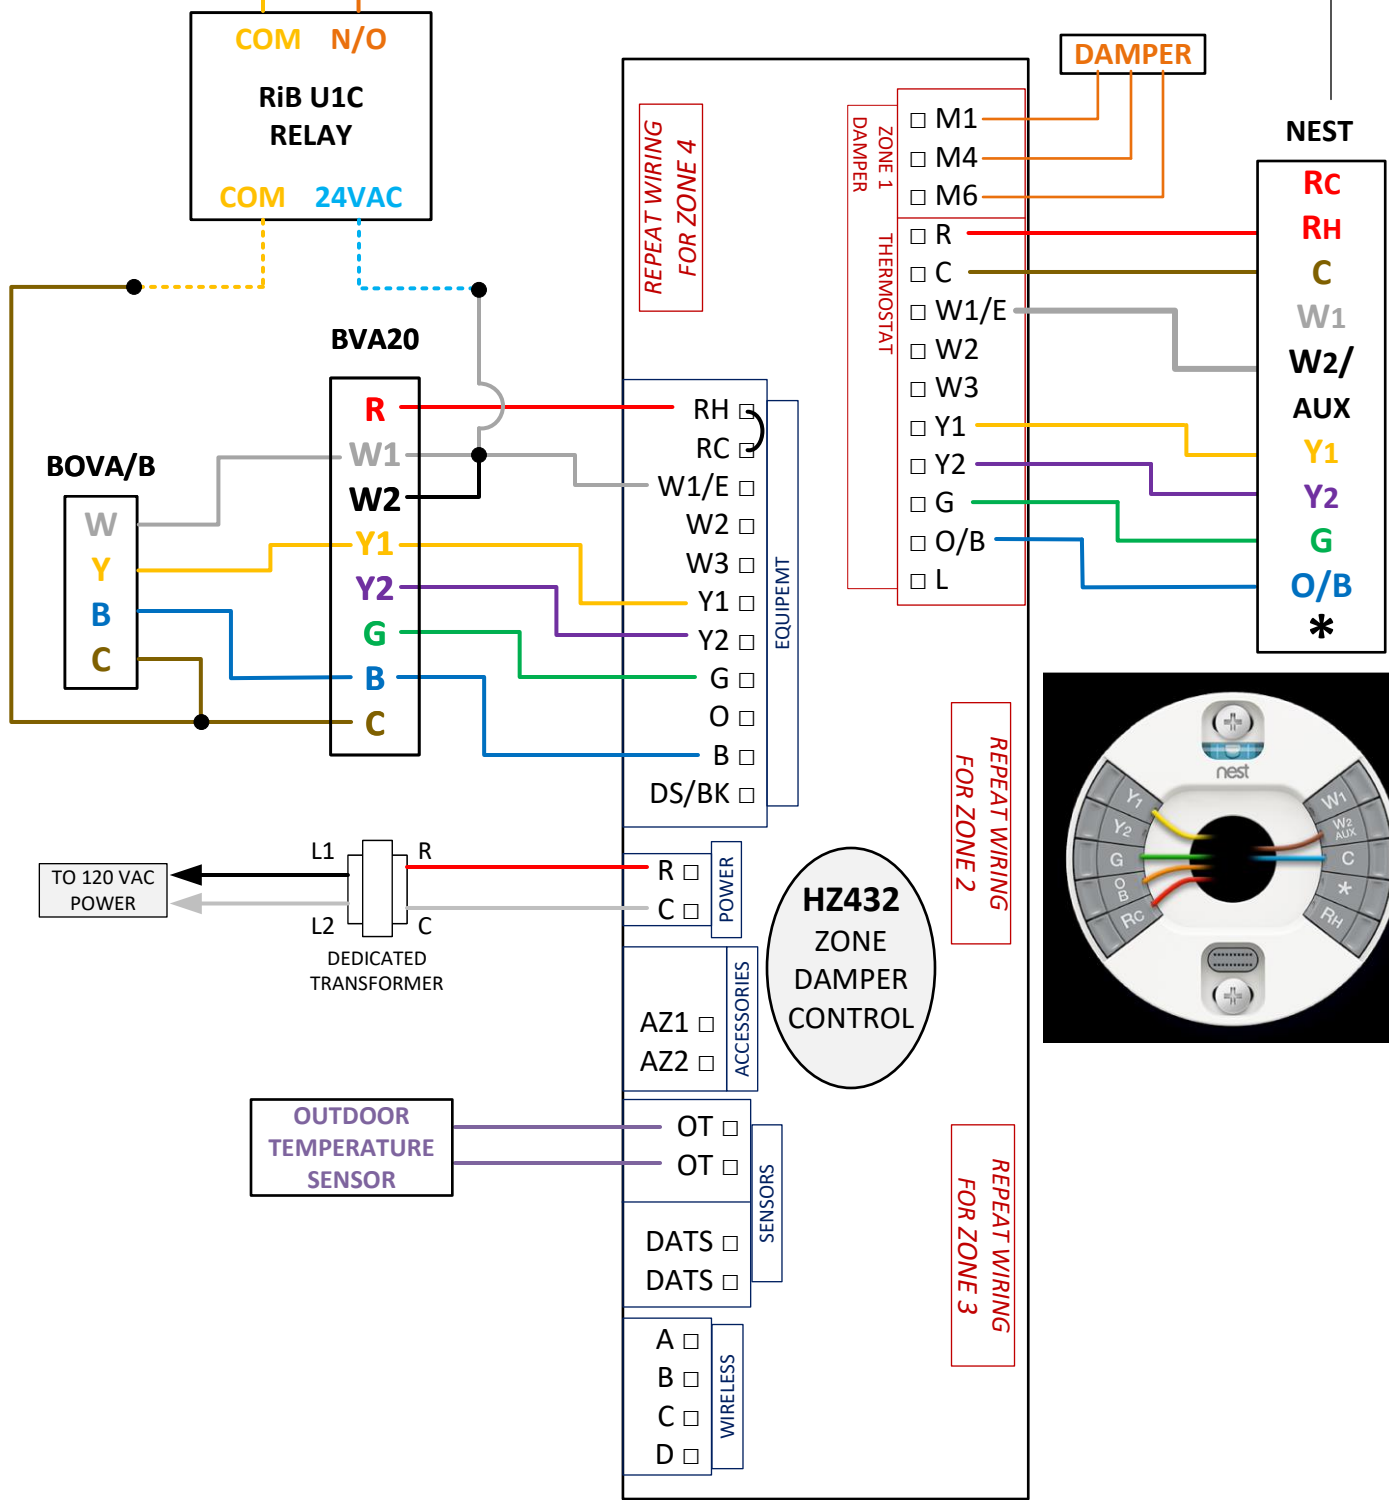 COM N/O
RiB U1C
RELAY
COM 24VAC
BVA20
R
W1
W2
Y1
Y2
G
B
C
BOVA/B
W
Y
B
C
REPEAT WIRING
FOR ZONE 4
RH
RC
W1/E
W2
W3
Y1
Y2
G
O
B
DS/BK
EQUIPEMT
L1
L2
R
C
TO 120 VAC
POWER
DEDICATED
TRANSFORMER
R
C
POWER
AZ1
AZ2
ACCESSORIES
OUTDOOR
TEMPERATURE
SENSOR
OT
OT
DATS
DATS
SENSORS
A
B
C
D
WIRELESS
HZ432
ZONE
DAMPER
CONTROL
DAMPER
ZONE 1
DAMPER
M1
M4
M6
THERMOSTAT
R
C
W1/E
W2
W3
Y1
Y2
G
O/B
L
NEST
RC
RH
C
W1
W2/
AUX
Y1
Y2
G
O/B
*
REPEAT WIRING
FOR ZONE 2
REPEAT WIRING
FOR ZONE 3
nest
Y1
Y2
G
O
B
RC
W1
W2
AUX
C
*
RH